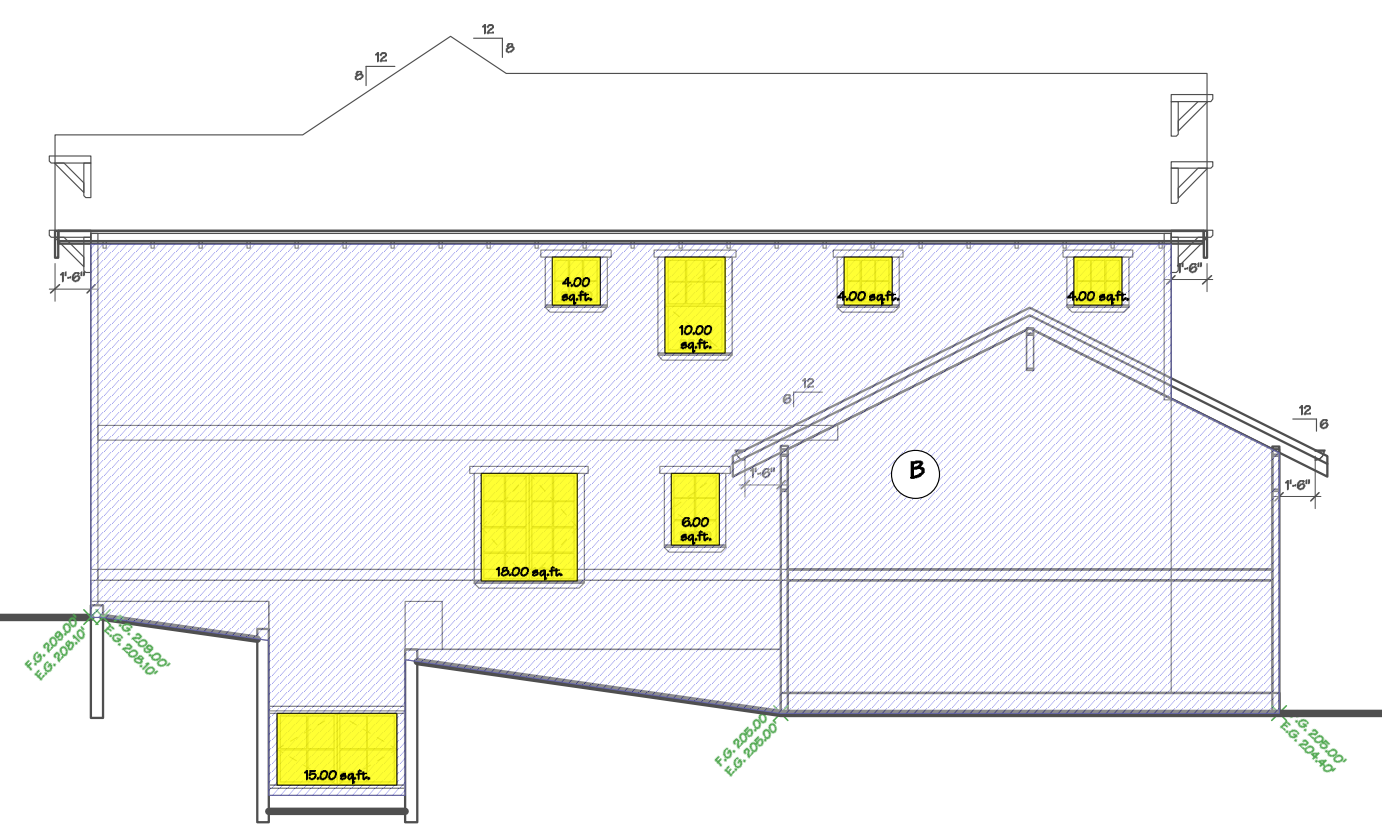 12
8
12
8
1'-6"
1'-6"
4.00
sq.ft.
10.00
sq.ft.
4.00 sq.ft.
4.00 sq.ft.
12
6
12
6
1'-6"
B
1'-6"
6.00
sq.ft.
18.00 sq.ft.
F.G. 209.00'
E.G. 208.10'
F.G. 209.00'
E.G. 208.10'
F.G. 205.00'
E.G. 205.00'
F.G. 205.00'
E.G. 204.40'
15.00 sq.ft.